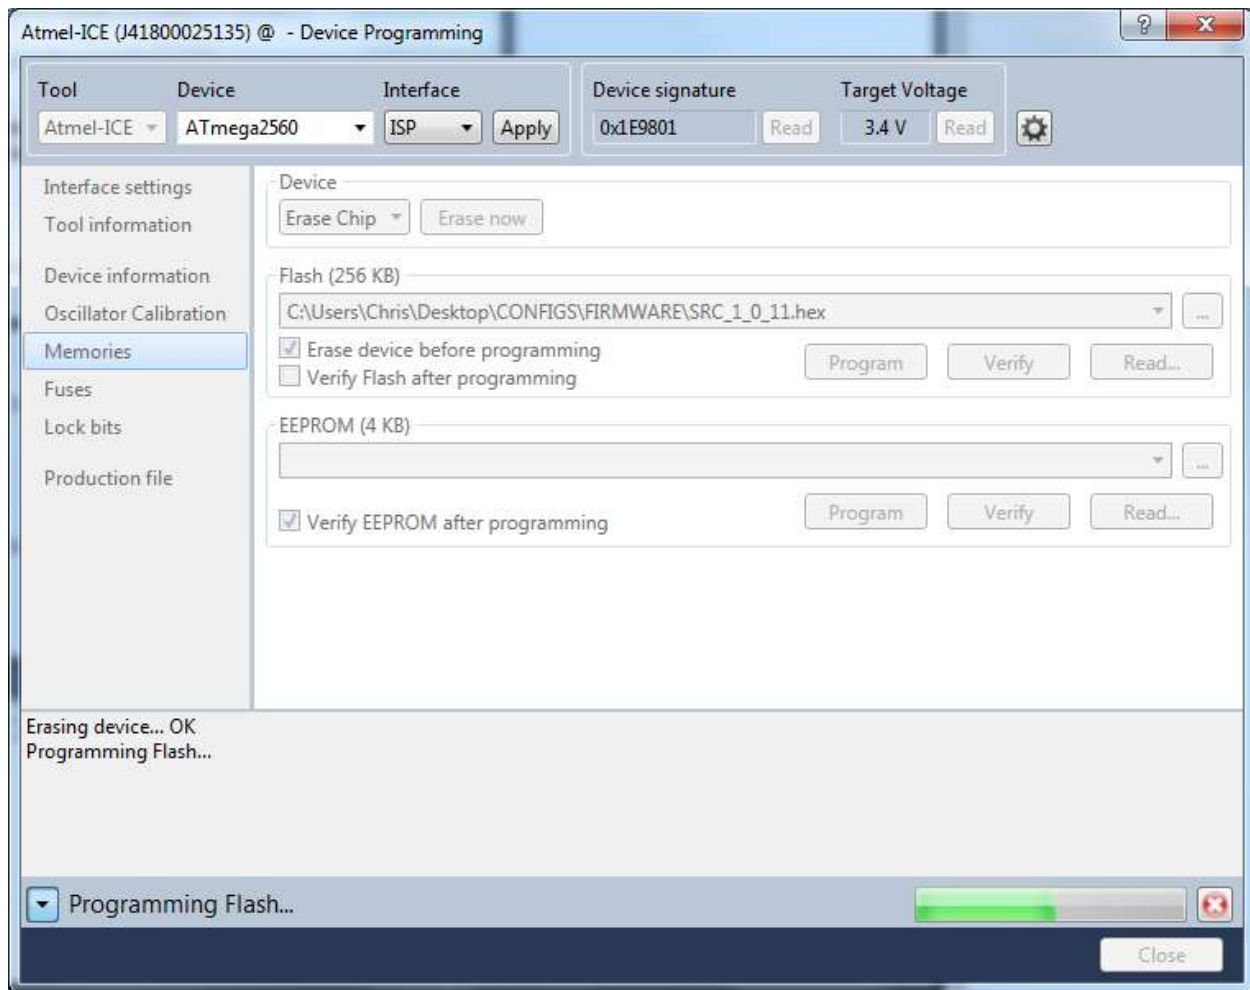 Atmel-ICE (J41800025135) @  - Device Programming
Tool Device Interface Device signature Target Voltage
Atmel-ICE ATmega2560 ISP Apply 0x1E9801 Read 3.4 V Read
Interface settings
Tool information
Device information
Oscillator Calibration
Memories
Fuses
Lock bits
Production file
Device
Erase Chip Erase now
Flash (256 KB)
C:\Users\Chris\Desktop\CONFIGS\FIRMWARE\SRC_1_0_11.hex ...
Erase device before programming
Verify Flash after programming
Program Verify Read...
EEPROM (4 KB)
...
Verify EEPROM after programming
Program Verify Read...
Erasing device... OK
Programming Flash...
Programming Flash...
Close